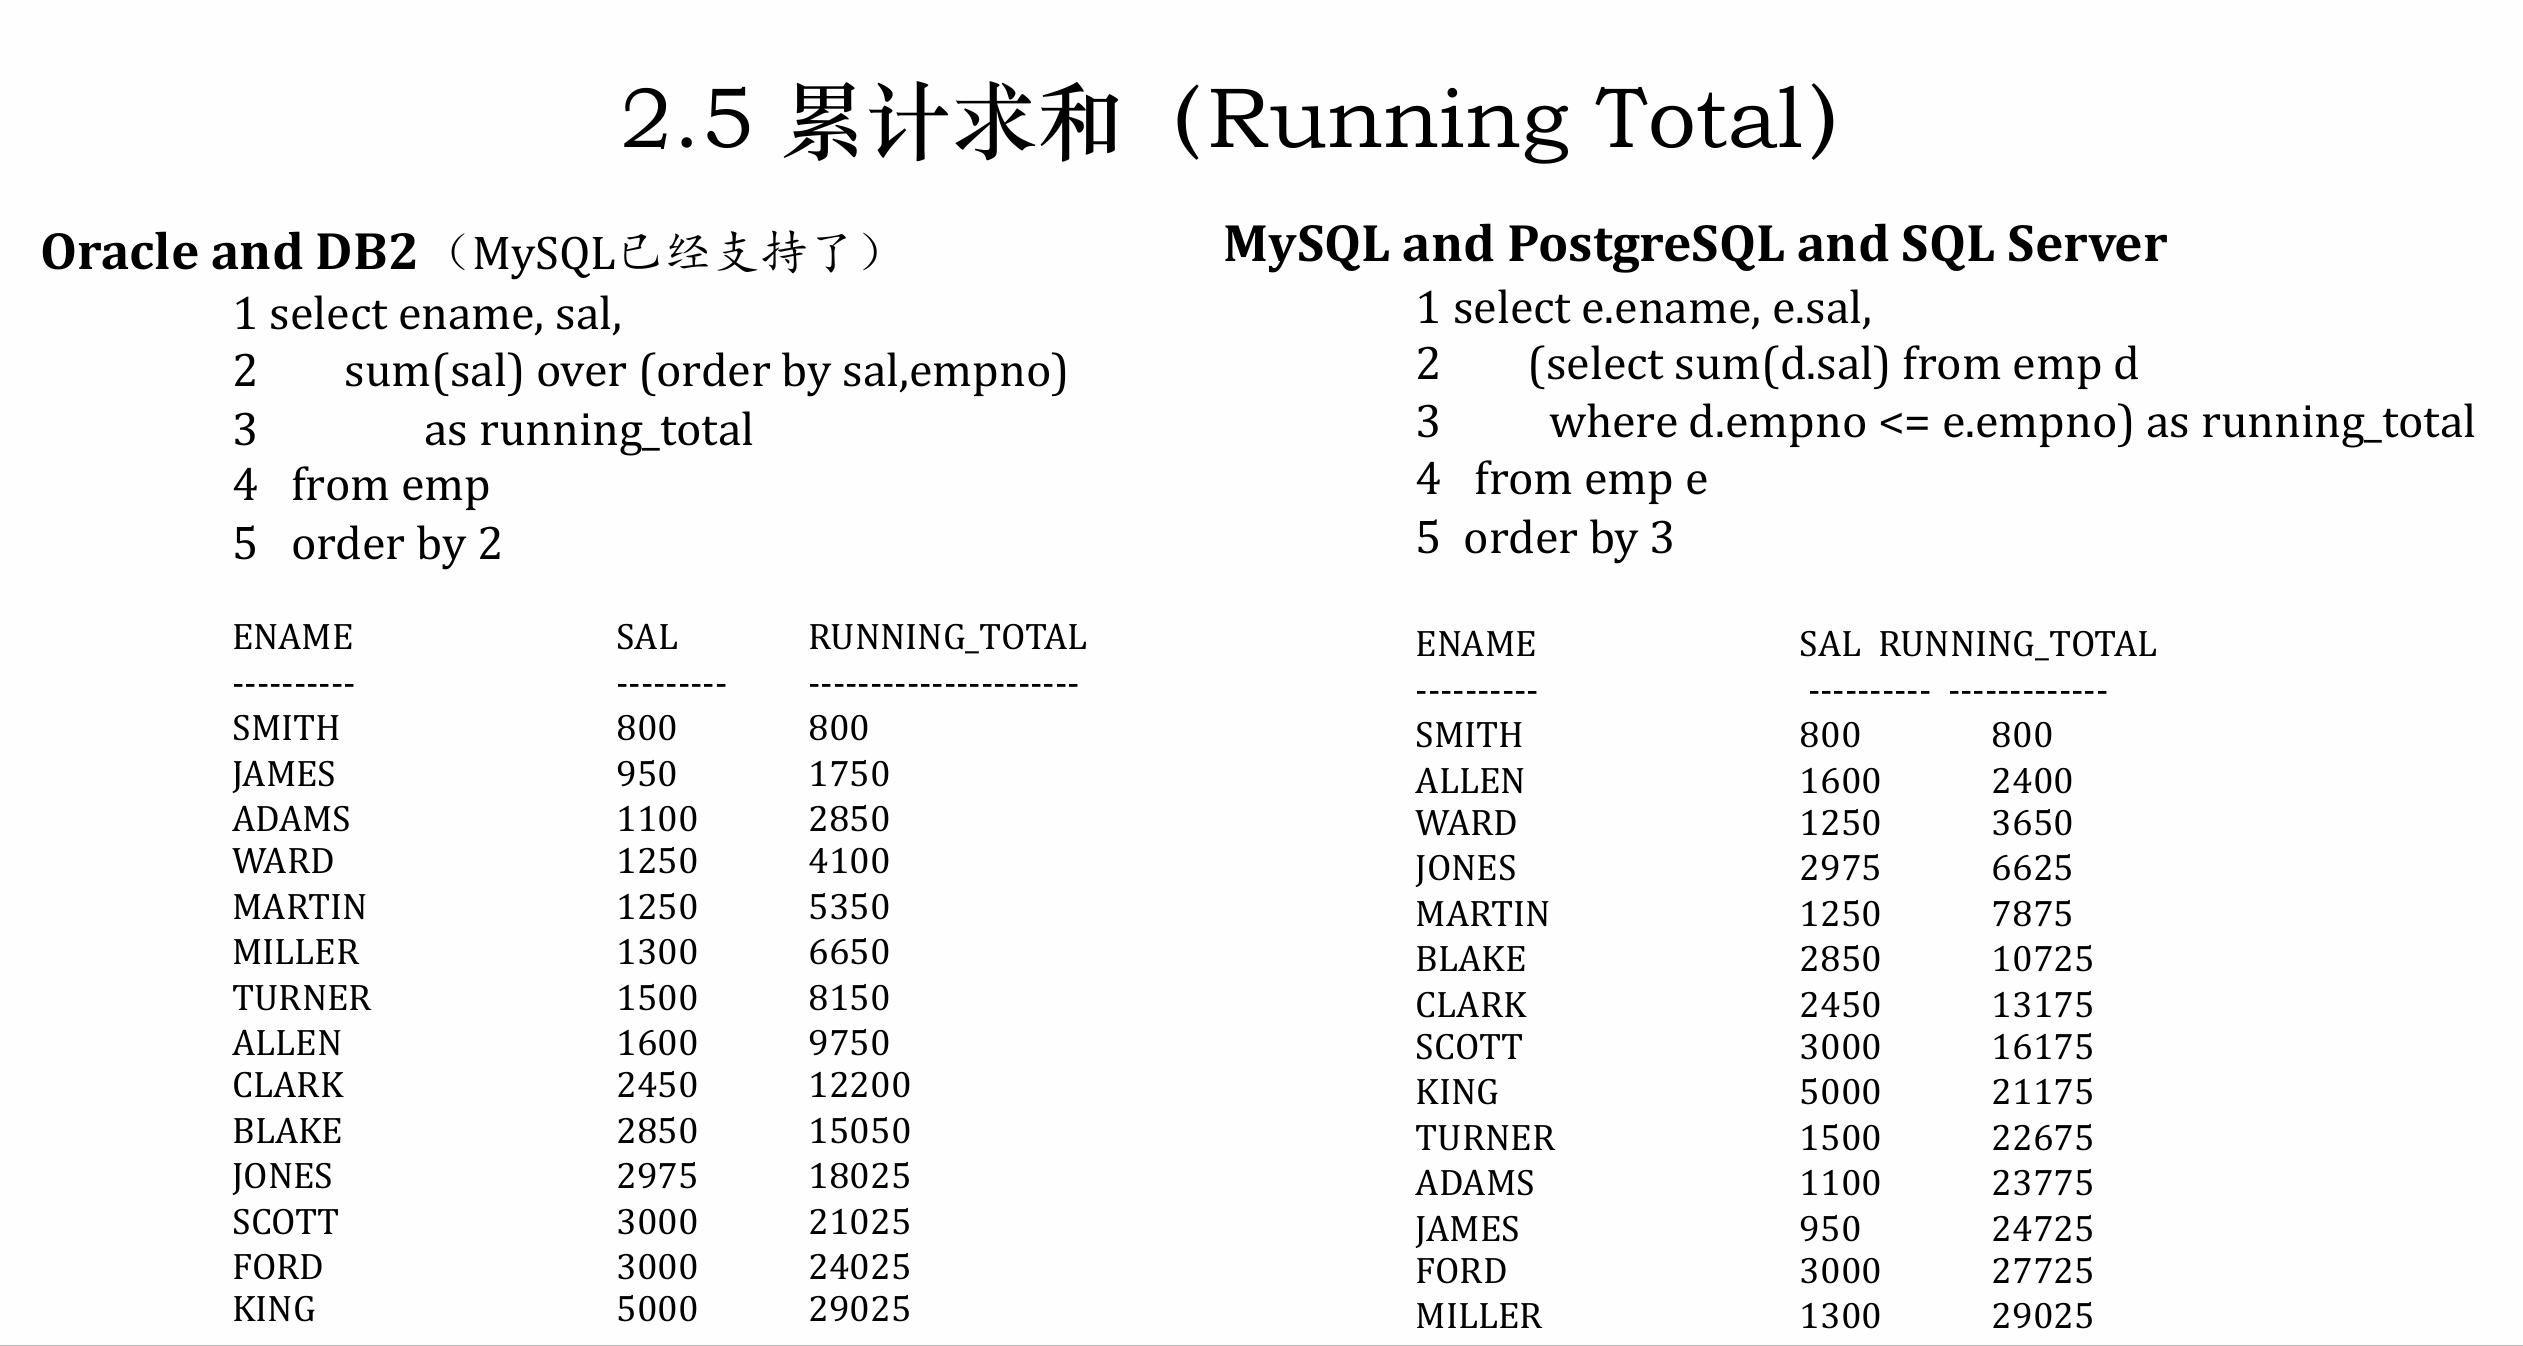 2.5 累计求和（Running Total）
Oracle and DB2（MySQL已经支持了）
1 select ename, sal,
2 sum(sal) over (order by sal,empno)
3 as running_total
4 from emp
5 order by 2
ENAME SAL RUNNING_TOTAL
---------- --------- ----------------------
SMITH 800 800
JAMES 950 1750
ADAMS 1100 2850
WARD 1250 4100
MARTIN 1250 5350
MILLER 1300 6650
TURNER 1500 8150
ALLEN 1600 9750
CLARK 2450 12200
BLAKE 2850 15050
JONES 2975 18025
SCOTT 3000 21025
FORD 3000 24025
KING 5000 29025
MySQL and PostgreSQL and SQL Server
1 select e.ename, e.sal,
2 (select sum(d.sal) from emp d
3 where d.empno <= e.empno) as running_total
4 from emp e
5 order by 3
ENAME SAL RUNNING_TOTAL
---------- ---------- -------------
SMITH 800 800
ALLEN 1600 2400
WARD 1250 3650
JONES 2975 6625
MARTIN 1250 7875
BLAKE 2850 10725
CLARK 2450 13175
SCOTT 3000 16175
KING 5000 21175
TURNER 1500 22675
ADAMS 1100 23775
JAMES 950 24725
FORD 3000 27725
MILLER 1300 29025